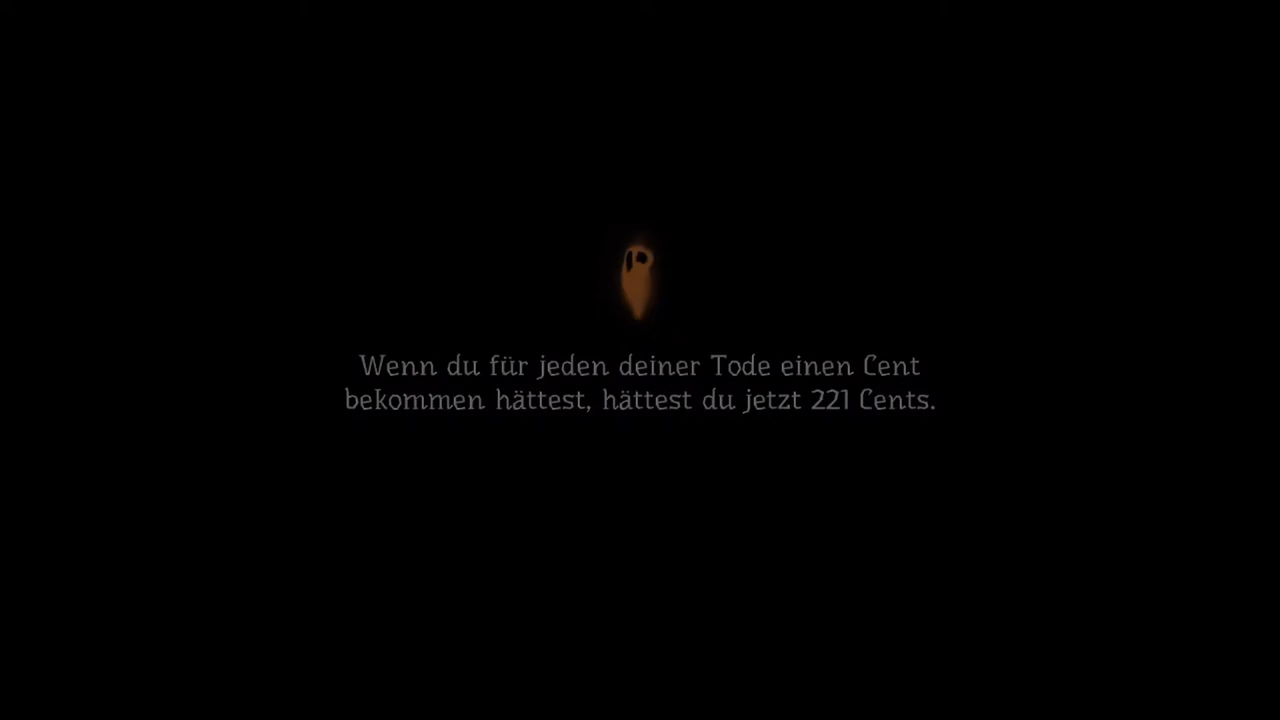 Wenn du für jeden deiner Tode einen Cent
bekommen hättest, hättest du jetzt 221 Cents.